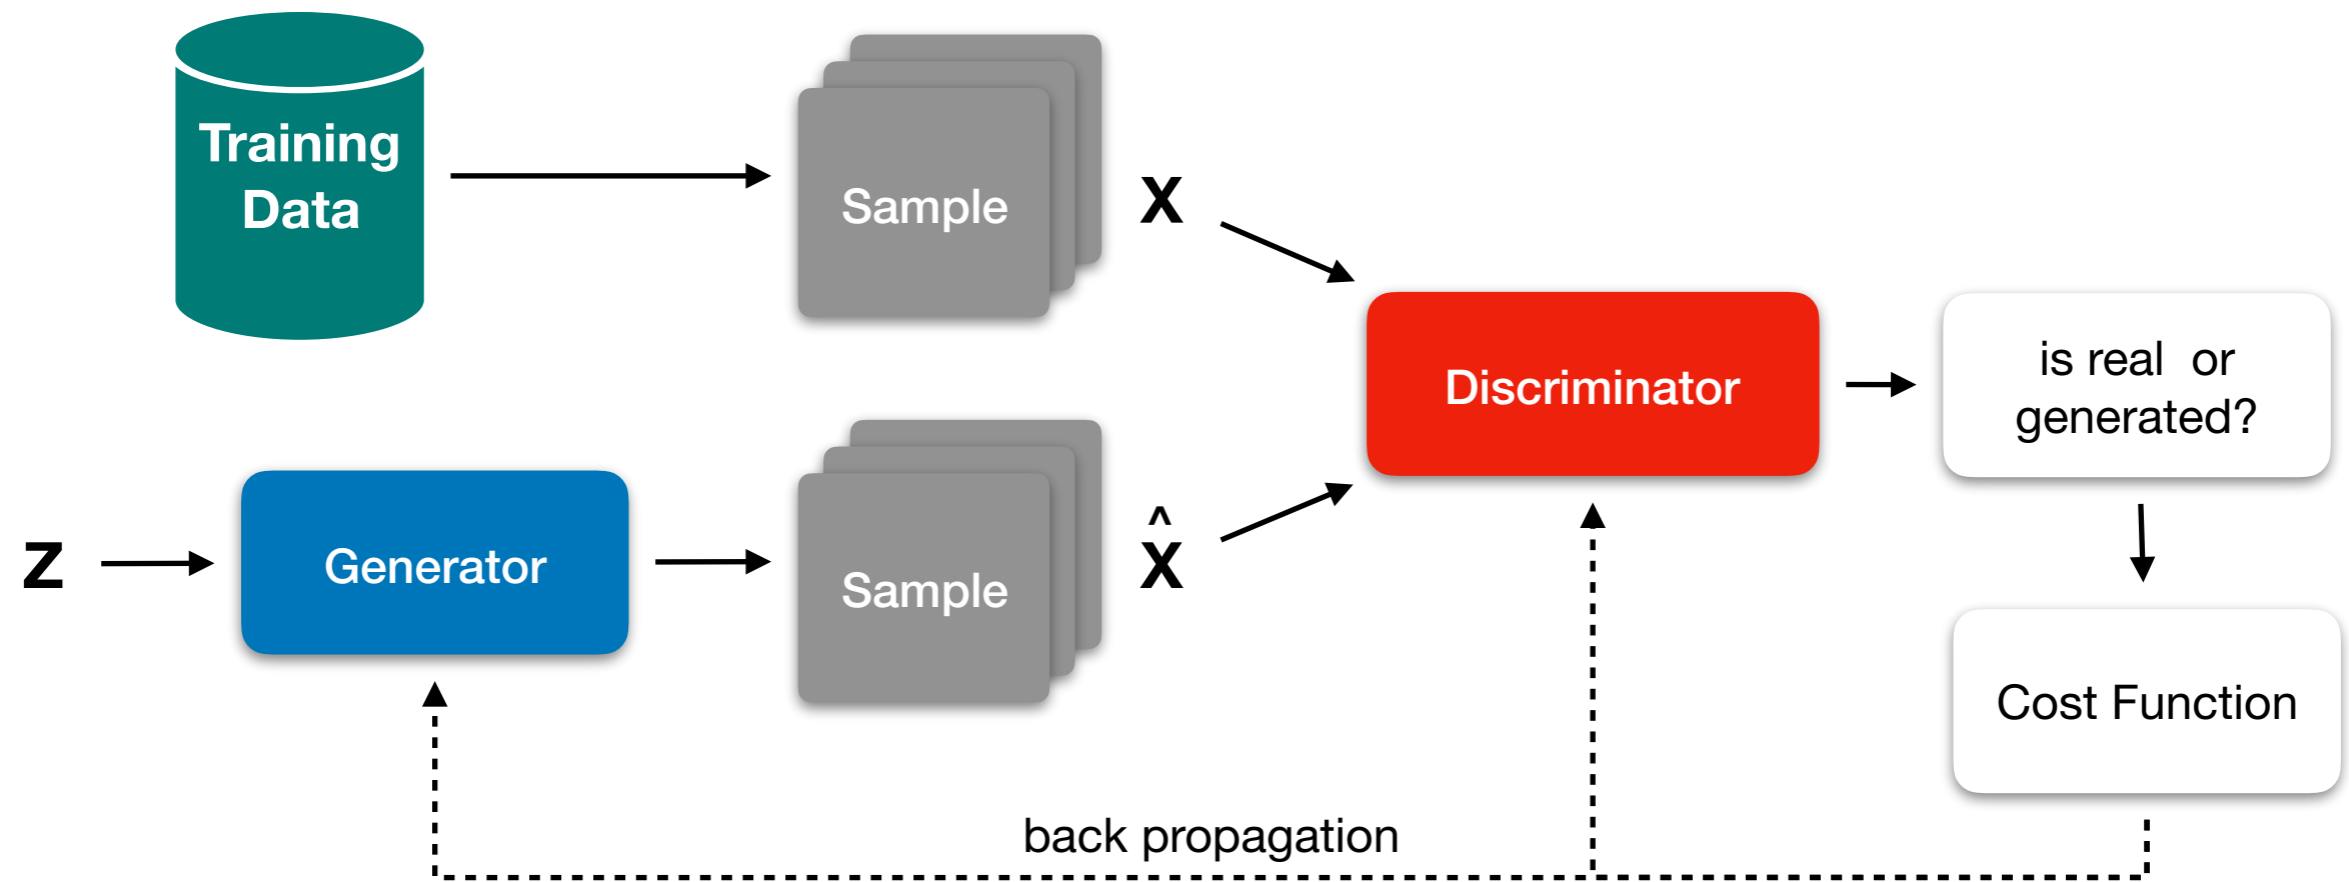 Training
Data
Sample
X
Discriminator
is real or
generated?
Z
Generator
Sample
^
X
Cost Function
back propagation